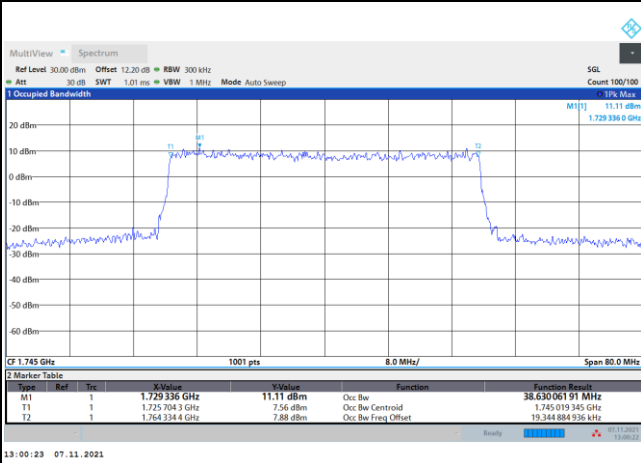 MultiView Spectrum
Ref Level 30.00 dBm Offset 12.20 dB RBW 300 kHz SGL
Att 30 dB SWT 1.01 ms VBW 1 MHz Mode Auto Sweep Count 100/100
1 Occupied Bandwidth 1Pk Max
M1[1] 11.11 dBm
1.729 336 0 GHz
20 dBm
M1
T1 T2
10 dBm
0 dBm
-10 dBm
-20 dBm
-30 dBm
-40 dBm
-50 dBm
-60 dBm
CF 1.745 GHz 1001 pts 8.0 MHz/ Span 80.0 MHz
2 Marker Table
Type Ref Trc X-Value Y-Value Function Function Result
M1 1 1.729 336 GHz 11.11 dBm Occ Bw 38.630 061 91 MHz
T1 1 1.725 704 3 GHz 7.56 dBm Occ Bw Centroid 1.745 019 345 GHz
T2 1 1.764 334 4 GHz 7.88 dBm Occ Bw Freq Offset 19.344 884 936 kHz
Ready 07.11.2021
13:00:22
13:00:23 07.11.2021